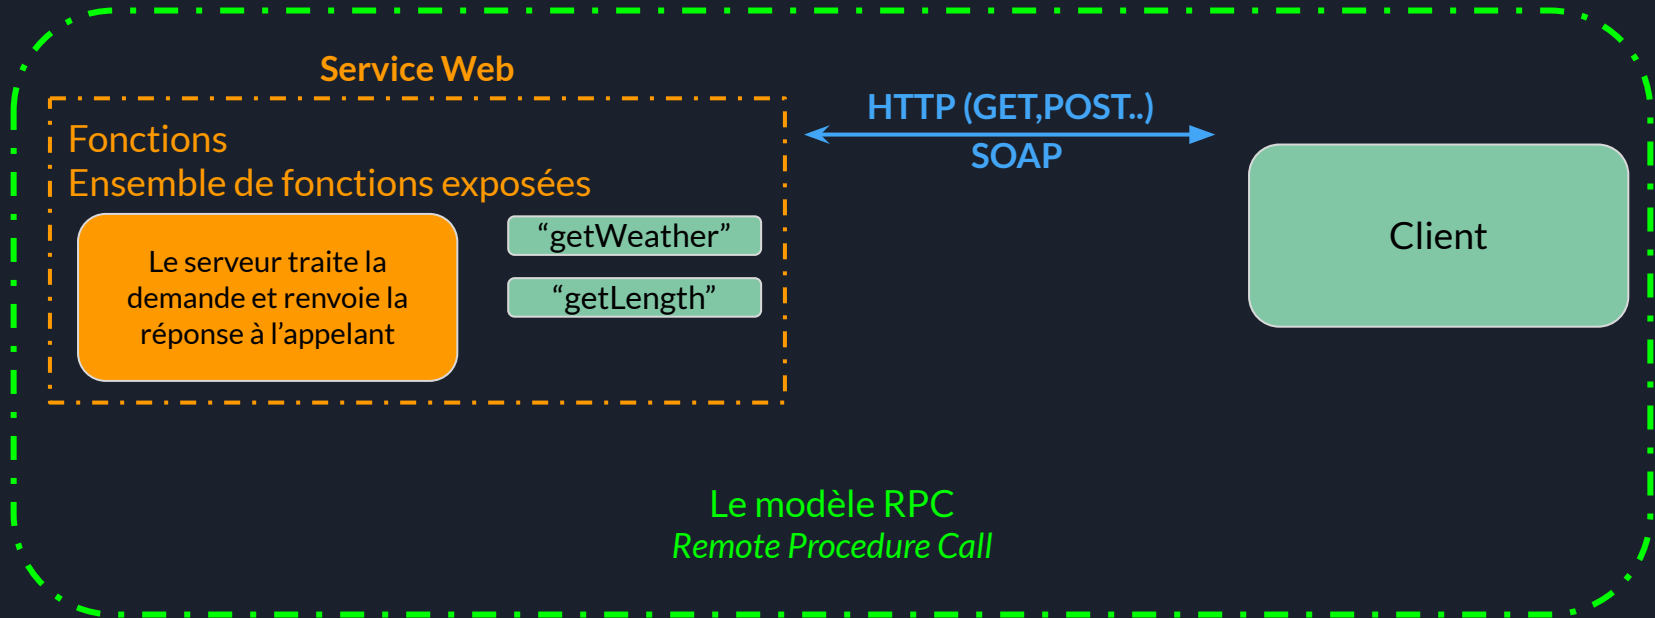 Service Web
Fonctions
Ensemble de fonctions exposées
Le serveur traite la
demande et renvoie la
réponse à l’appelant
“getWeather”
“getLength”
HTTP (GET,POST..)
SOAP
Client
Le modèle RPC
Remote Procedure Call